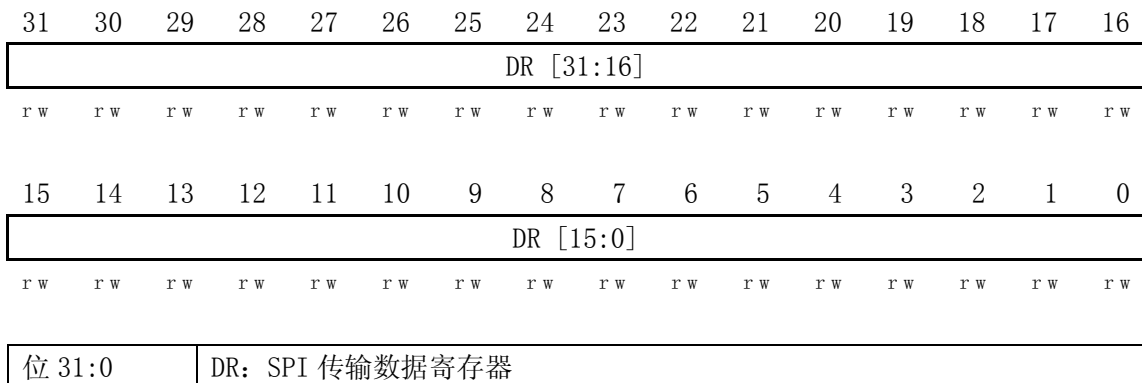 31 30 29 28 27 26 25 24 23 22 21 20 19 18 17 16
DR [31:16]
rw rw rw rw rw rw rw rw rw rw rw rw rw rw rw rw
15 14 13 12 11 10 9 8 7 6 5 4 3 2 1 0
DR [15:0]
rw rw rw rw rw rw rw rw rw rw rw rw rw rw rw rw
位 31:0 DR：SPI 传输数据寄存器